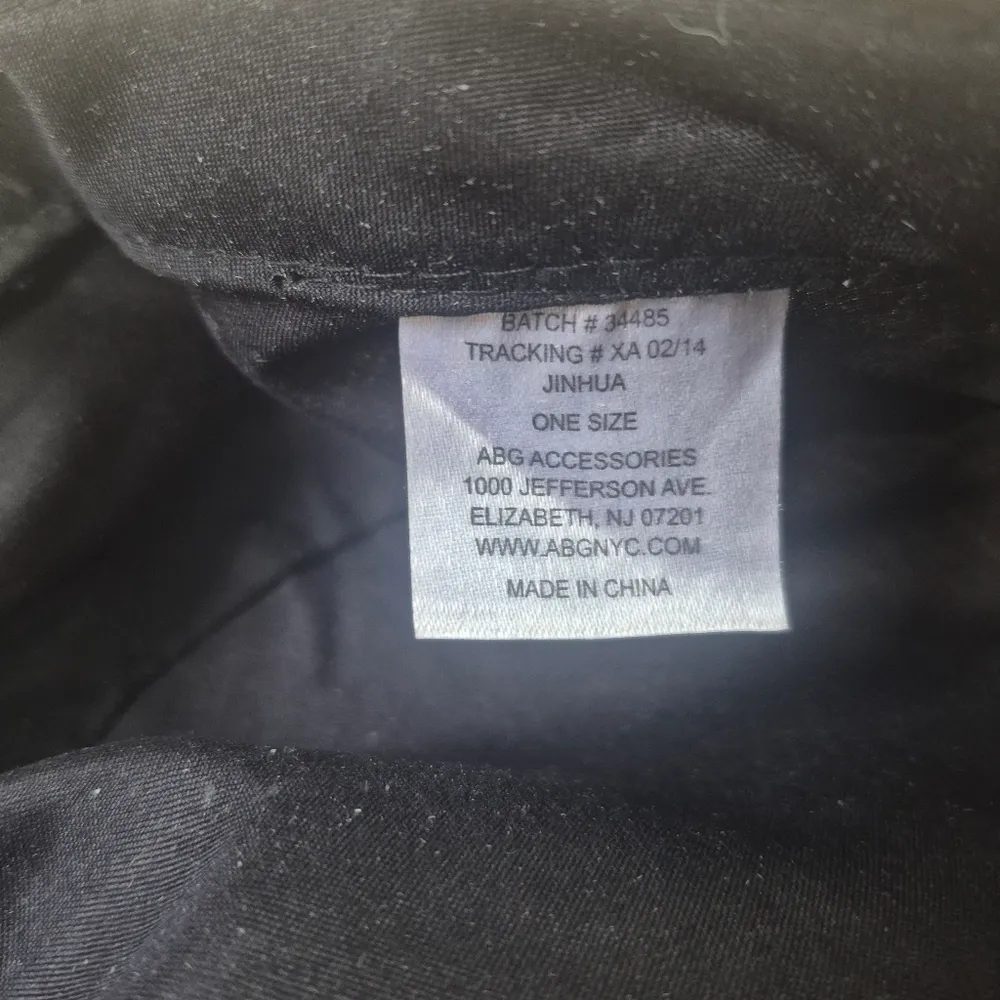 BATCH # 34485
TRACKING # XA 02/14
JINHUA
ONE SIZE
ABG ACCESSORIES
1000 JEFFERSON AVE.
ELIZABETH, NJ 07201
WWW.ABGNYC.COM
MADE IN CHINA